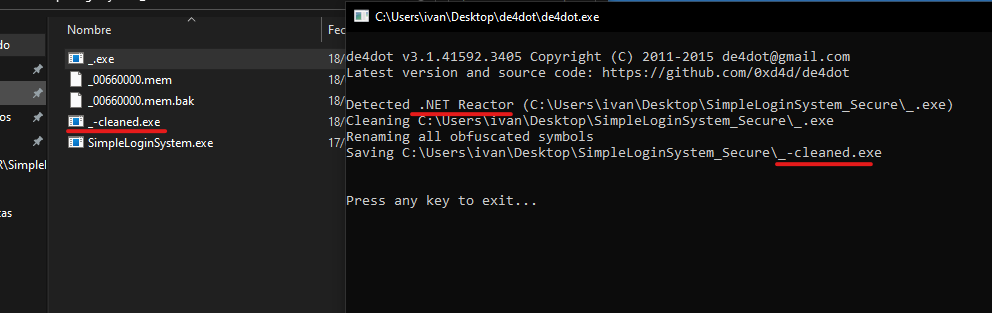 Nombre
Fec
do
_.exe
18/
_00660000.mem
18/
_00660000.mem.bak
18/
os
_-cleaned.exe
18/
SimpleLoginSystem.exe
17/
R\Simpl
tas
C:\Users\ivan\Desktop\de4dot\de4dot.exe
de4dot v3.1.41592.3405 Copyright (C) 2011-2015 de4dot@gmail.com
Latest version and source code: https://github.com/0xd4d/de4dot
Detected .NET Reactor (C:\Users\ivan\Desktop\SimpleLoginSystem_Secure\_.exe)
Cleaning C:\Users\ivan\Desktop\SimpleLoginSystem_Secure\_.exe
Renaming all obfuscated symbols
Saving C:\Users\ivan\Desktop\SimpleLoginSystem_Secure\_-cleaned.exe
Press any key to exit...